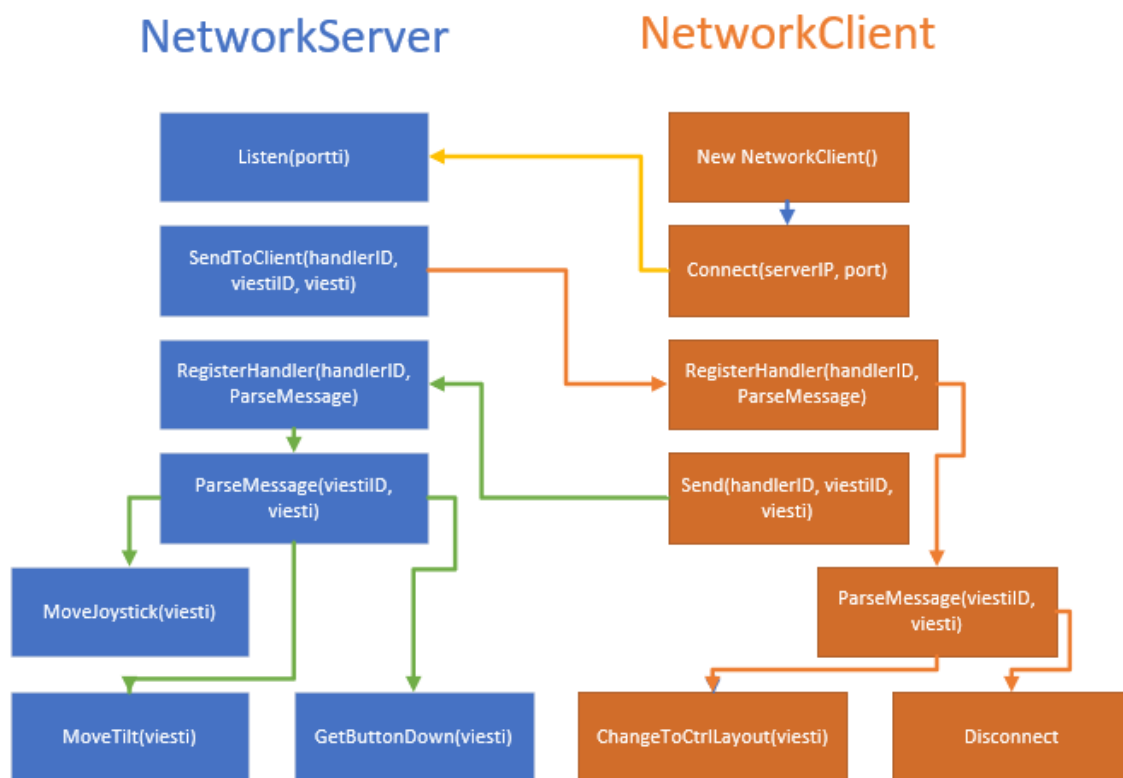 NetworkServer
NetworkClient
Listen(portti)
New NetworkClient()
SendToClient(handlerID,
viestiID, viesti)
Connect(serverIP, port)
RegisterHandler(handlerID,
ParseMessage)
RegisterHandler(handlerID,
ParseMessage)
ParseMessage(viestiID,
viesti)
Send(handlerID, viestiID,
viesti)
MoveJoystick(viesti)
ParseMessage(viestiID,
viesti)
MoveTilt(viesti)
GetButtonDown(viesti)
ChangeToCtrlLayout(viesti)
Disconnect